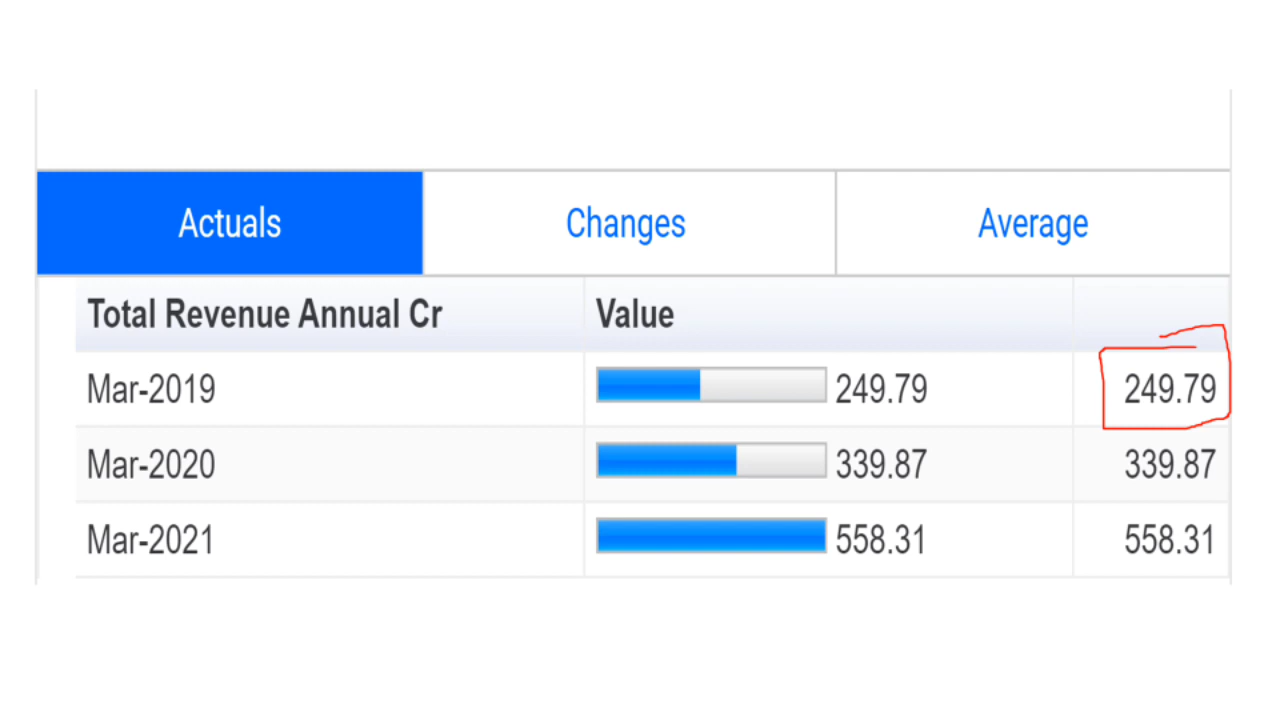 Actuals Changes Average
Total Revenue Annual Cr Value
Mar-2019 249.79 249.79
Mar-2020 339.87 339.87
Mar-2021 558.31 558.31